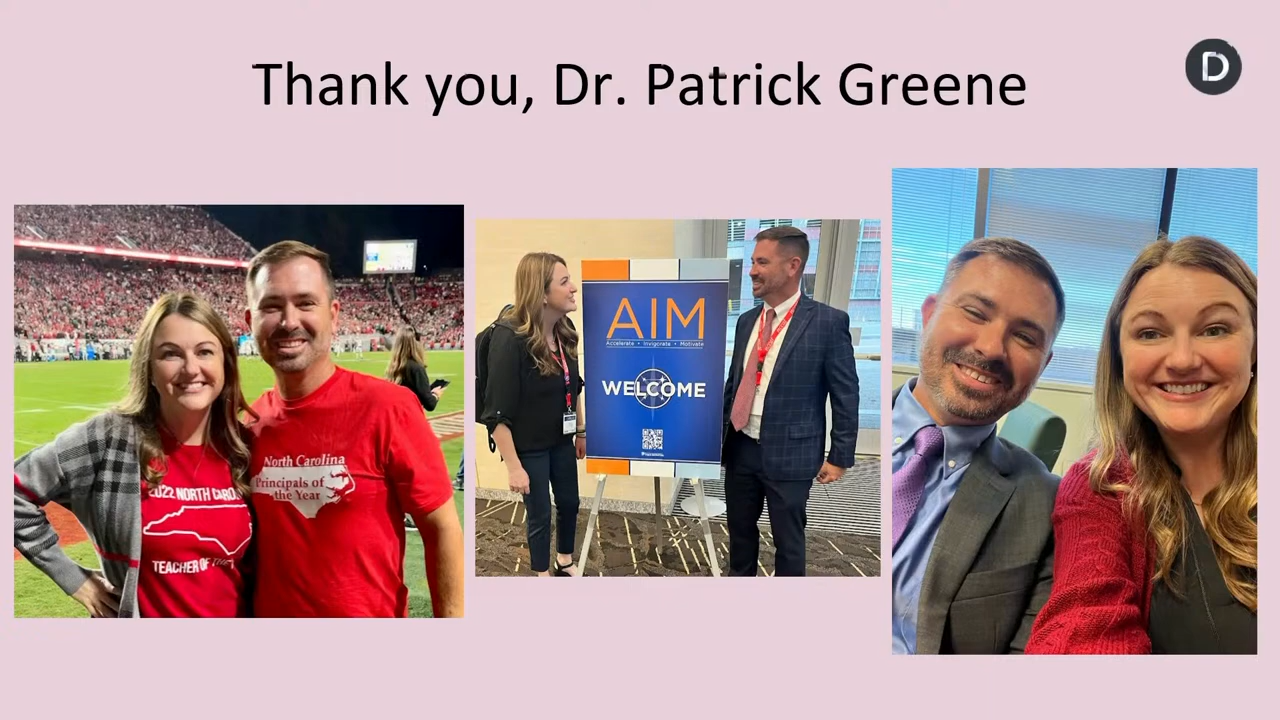 Thank you, Dr. Patrick Greene
D
2022 NORTH
TEACHER OF
North Carolina
Principals of
the Year
AIM
Accelerate • Invigorate • Motivate
WELCOME